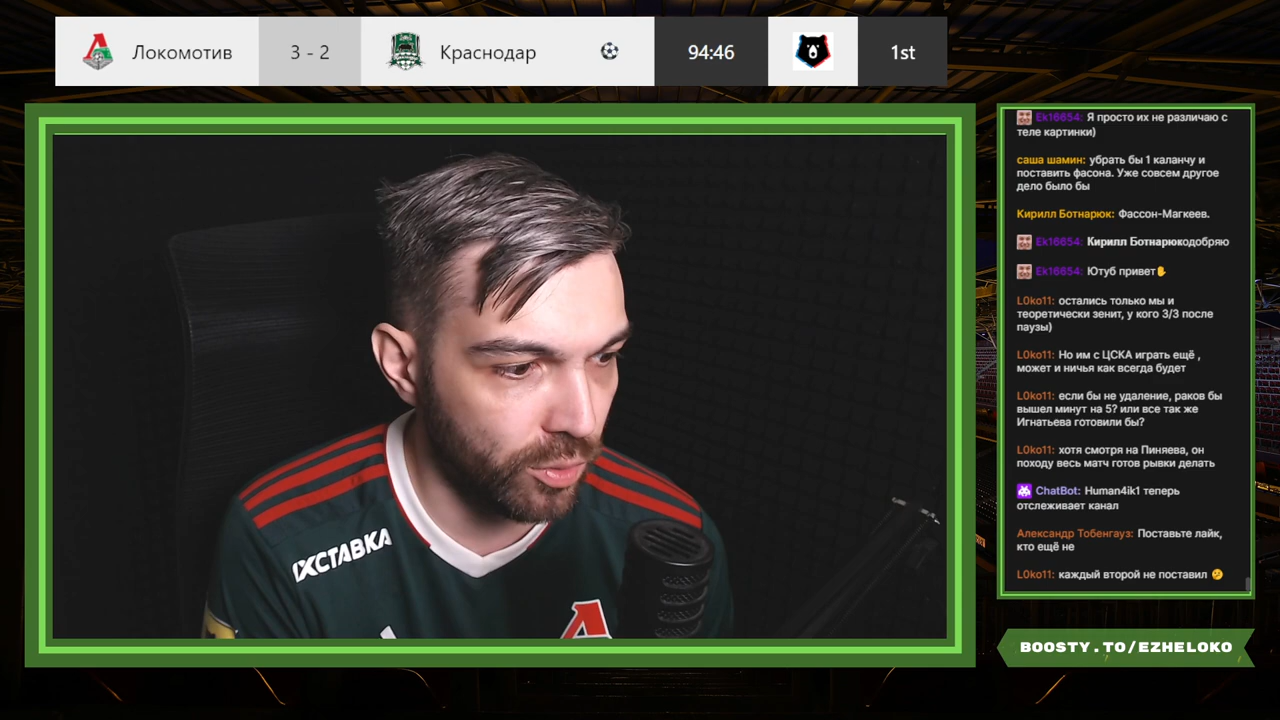 Локомотив 3 - 2 Краснодар 94:46 1st
Ek16654: Я просто их не различаю с
теле картинки)
саша шамин: убрать бы 1 каланчу и
поставить фасона. Уже совсем другое
дело было бы
Кирилл Ботнарюк: Фассон-Магкеев.
Ek16654: Кирилл Ботнарюкодобряю
Ek16654: Ютуб привет✋
L0ko11: остались только мы и
теоретически зенит, у кого 3/3 после
паузы)
L0ko11: Но им с ЦСКА играть ещё ,
может и ничья как всегда будет
L0ko11: если бы не удаление, раков бы
вышел минут на 5? или все так же
Игнатьева готовили бы?
L0ko11: хотя смотря на Пиняева, он
походу весь матч готов рывки делать
ChatBot: Human4ik1 теперь
отслеживает канал
Александр Тобенгауз: Поставьте лайк,
кто ещё не
L0ko11: каждый второй не поставил 🫤
IXСТАВКА
BOOSTY.TO/EZHELOKO